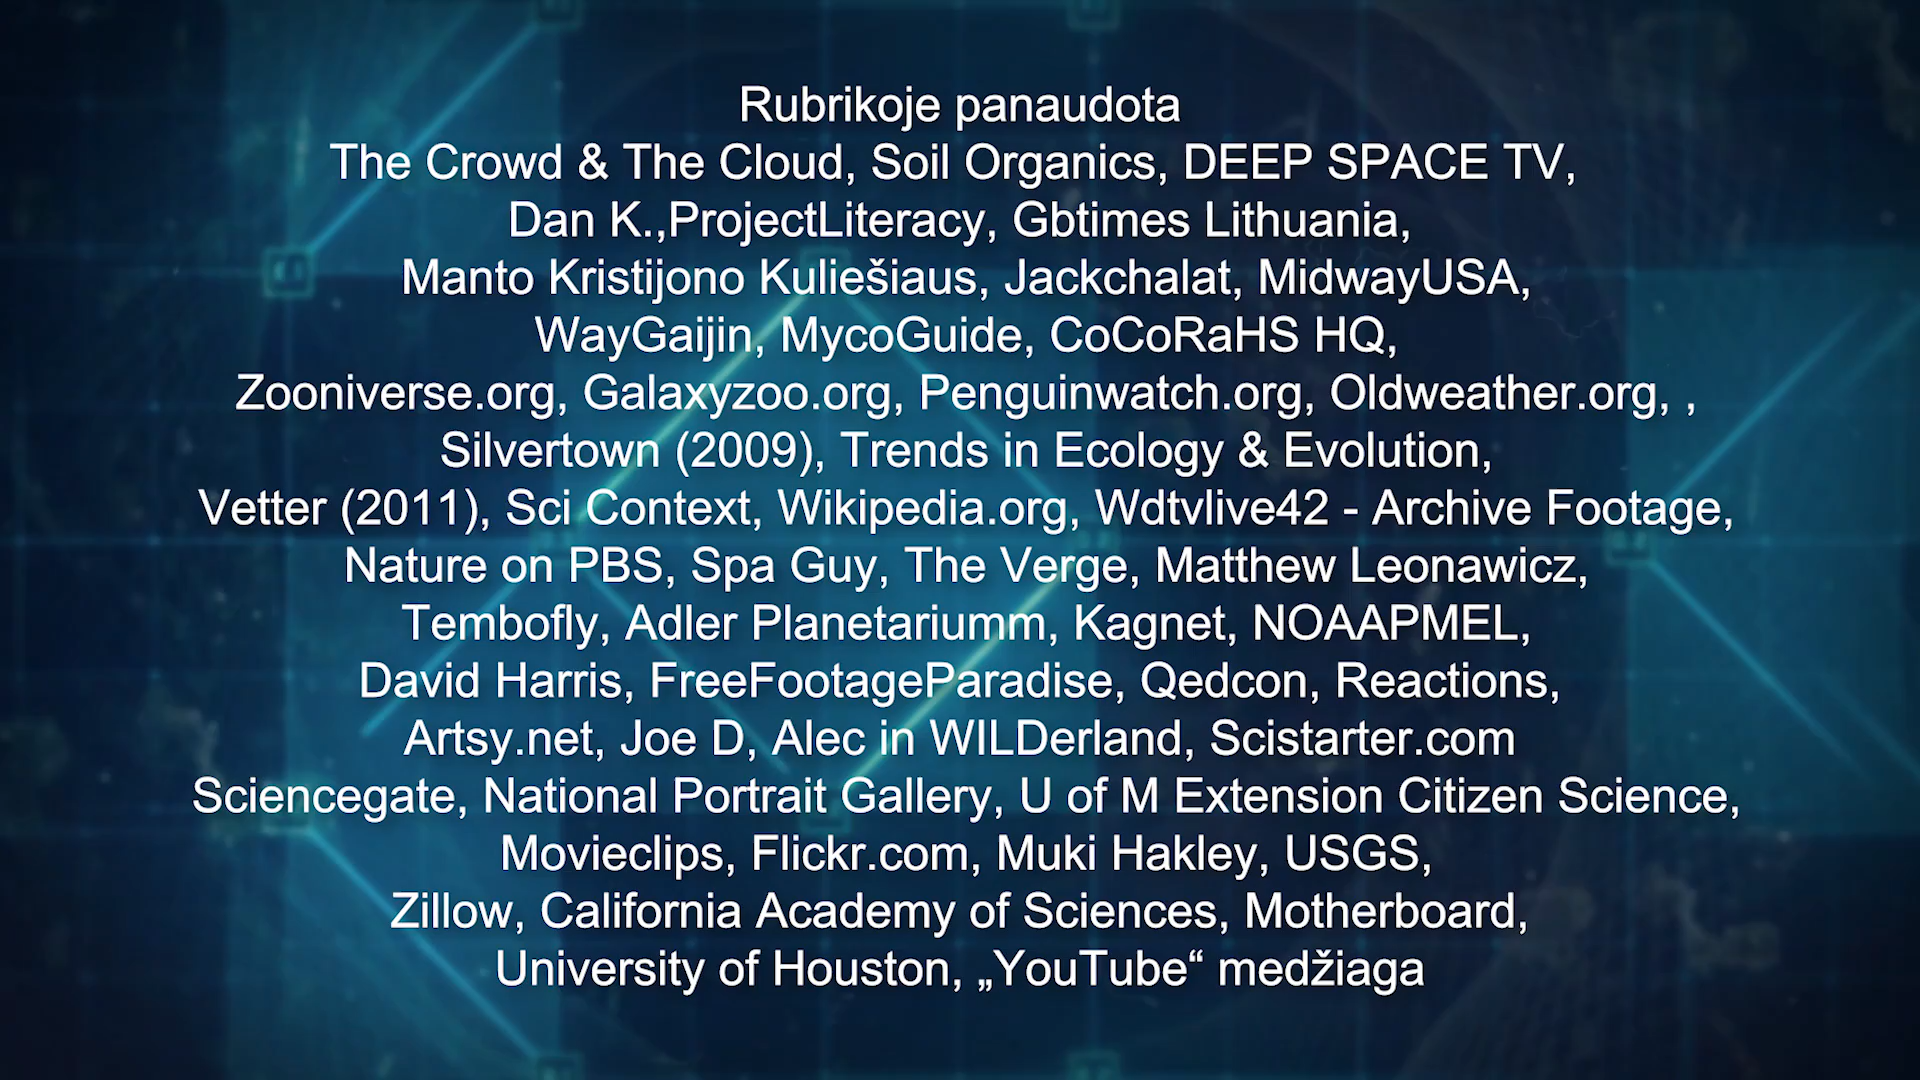 Rubrikoje panaudota
The Crowd & The Cloud, Soil Organics, DEEP SPACE TV,
Dan K.,ProjectLiteracy, Gbtimes Lithuania,
Manto Kristijono Kuliešiaus, Jackchalat, MidwayUSA,
WayGaijin, MycoGuide, CoCoRaHS HQ,
Zooniverse.org, Galaxyzoo.org, Penguinwatch.org, Oldweather.org, ,
Silvertown (2009), Trends in Ecology & Evolution,
Vetter (2011), Sci Context, Wikipedia.org, Wdtvlive42 - Archive Footage,
Nature on PBS, Spa Guy, The Verge, Matthew Leonawicz,
Tembofly, Adler Planetariumm, Kagnet, NOAAPMEL,
David Harris, FreeFootageParadise, Qedcon, Reactions,
Artsy.net, Joe D, Alec in WILDerland, Scistarter.com
Sciencegate, National Portrait Gallery, U of M Extension Citizen Science,
Movieclips, Flickr.com, Muki Hakley, USGS,
Zillow, California Academy of Sciences, Motherboard,
University of Houston, „YouTube“ medžiaga